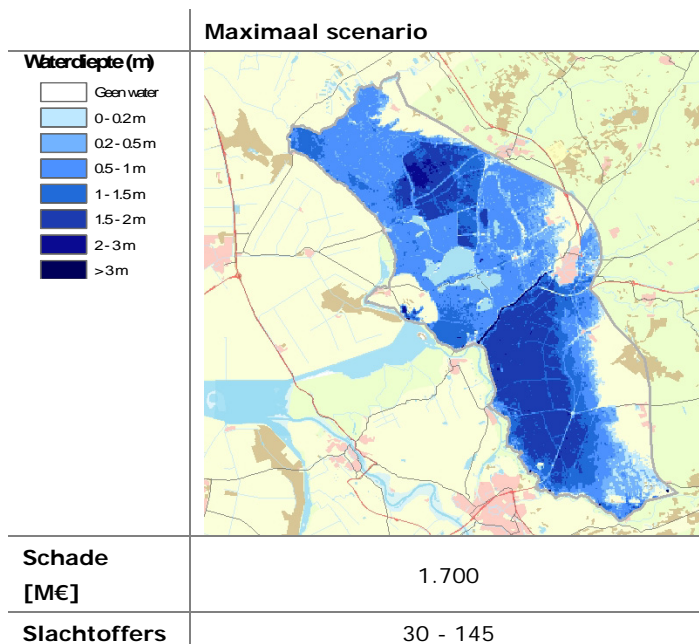 Maximaal scenario
Waterdiepte (m)
Geen water
0 - 0.2 m
0.2 - 0.5 m
0.5 - 1 m
1 - 1.5 m
1.5 - 2 m
2 - 3 m
>3 m
Schade
[M€]
1.700
Slachtoffers
30 - 145